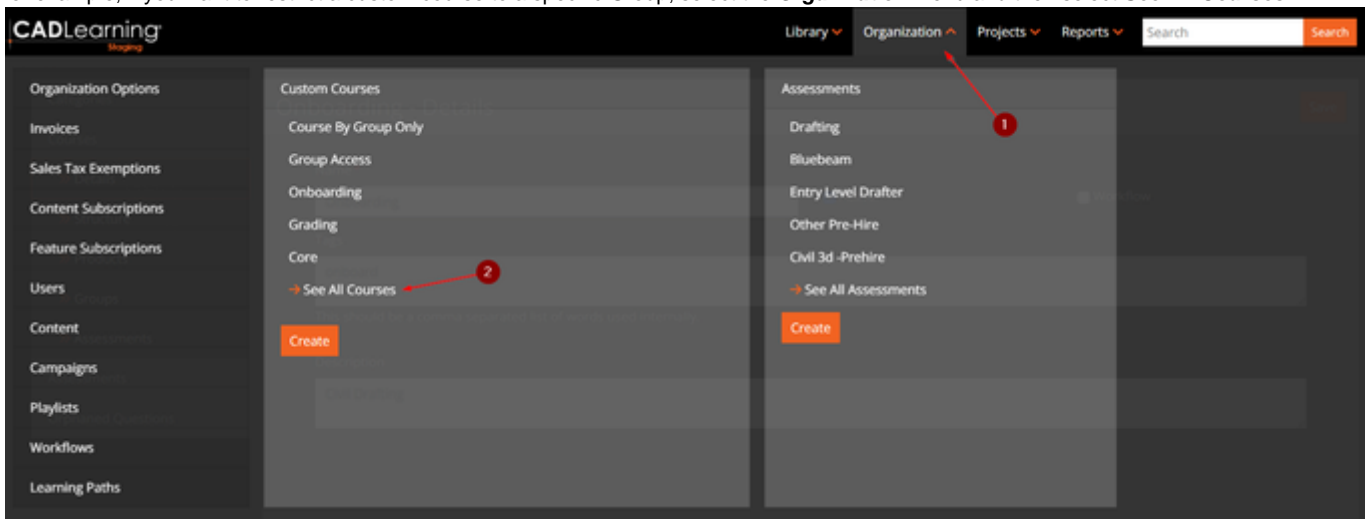 CADLearning
Staging
Library
Organization
Projects
Reports
Search
Search
Organization Options
Invoices
Sales Tax Exemptions
Content Subscriptions
Feature Subscriptions
Users
Content
Campaigns
Playlists
Workflows
Learning Paths
Custom Courses
Course By Group Only
Group Access
Onboarding
Grading
Core
→ See All Courses
Create
Assessments
Drafting
Bluebeam
Entry Level Drafter
Other Pre-Hire
Civil 3d -Prehire
→ See All Assessments
Create
1
2